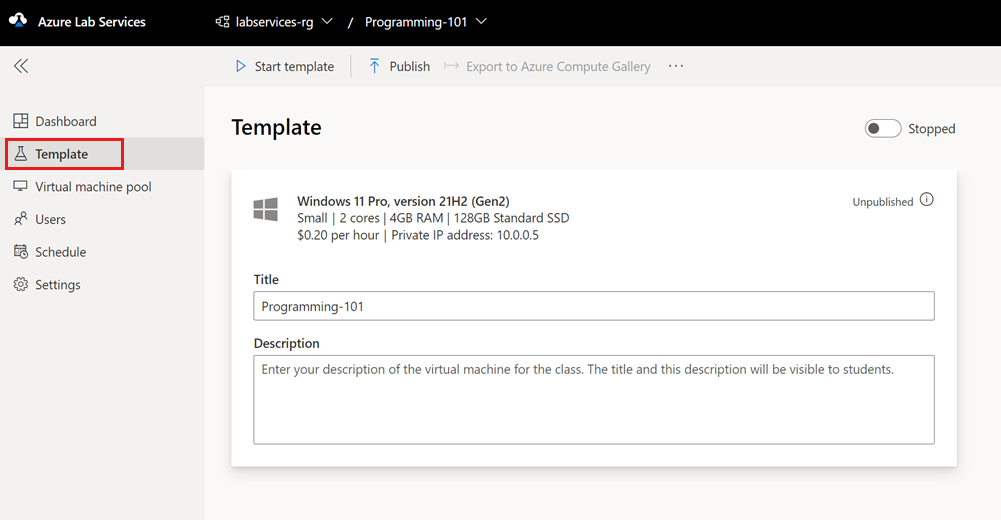 Azure Lab Services
labservices-rg / Programming-101
Start template Publish Export to Azure Compute Gallery ...
Dashboard
Template
Virtual machine pool
Users
Schedule
Settings
Template
Stopped
Windows 11 Pro, version 21H2 (Gen2)
Unpublished
Small | 2 cores | 4GB RAM | 128GB Standard SSD
$0.20 per hour | Private IP address: 10.0.0.5
Title
Programming-101
Description
Enter your description of the virtual machine for the class. The title and this description will be visible to students.